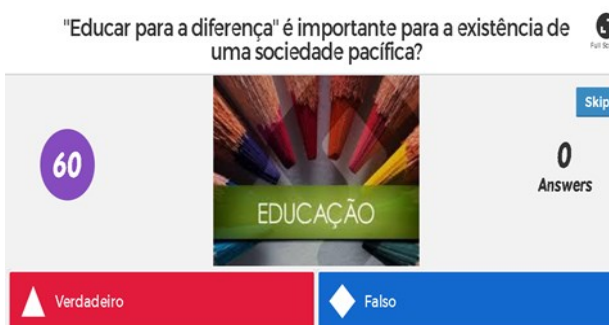 "Educar para a diferença" é importante para a existência de
uma sociedade pacífica?
Skip
60
0
Answers
EDUCAÇÃO
Verdadeiro
Falso